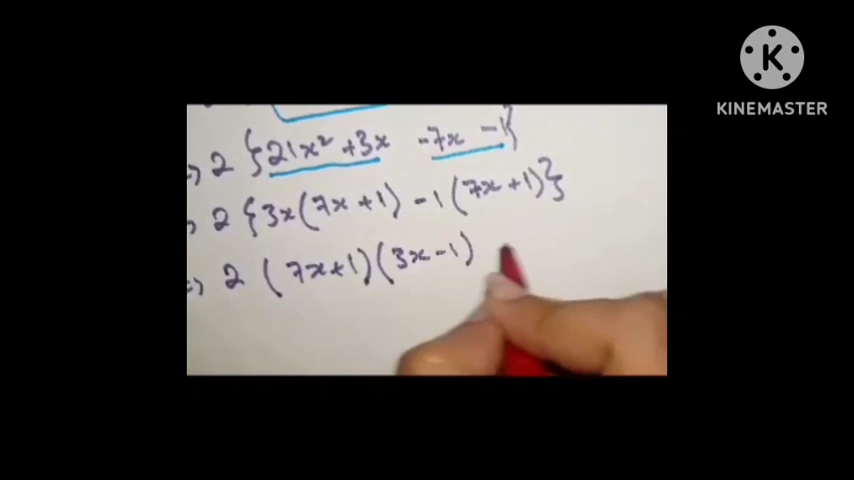 K
KINEMASTER
=> 2 {21x² + 3x - 7x - 1}
=> 2 {3x(7x+1) - 1(7x+1)}
=> 2 (7x+1)(3x-1)